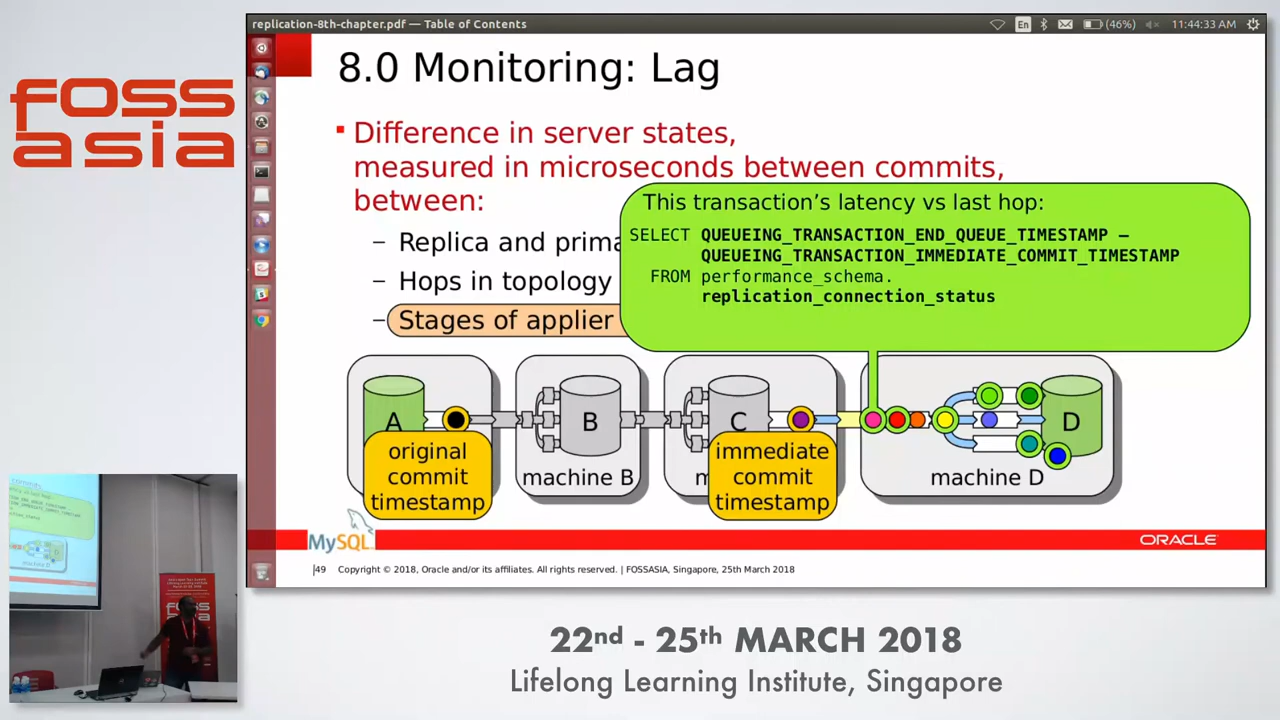 FOSS
asia
replication-8th-chapter.pdf — Table of Contents
En
(46%)
11:44:33 AM
8.0 Monitoring: Lag
Difference in server states,
measured in microseconds between commits,
between:
– Replica and prima
– Hops in topology
– Stages of applier
This transaction’s latency vs last hop:
SELECT QUEUEING_TRANSACTION_END_QUEUE_TIMESTAMP –
QUEUEING_TRANSACTION_IMMEDIATE_COMMIT_TIMESTAMP
FROM performance_schema.
replication_connection_status
A
B
C
D
original
commit
timestamp
machine B
m
immediate
commit
timestamp
machine D
MySQL
ORACLE
49
Copyright © 2018, Oracle and/or its affiliates. All rights reserved. | FOSSASIA, Singapore, 25th March 2018
22nd - 25th MARCH 2018
Lifelong Learning Institute, Singapore